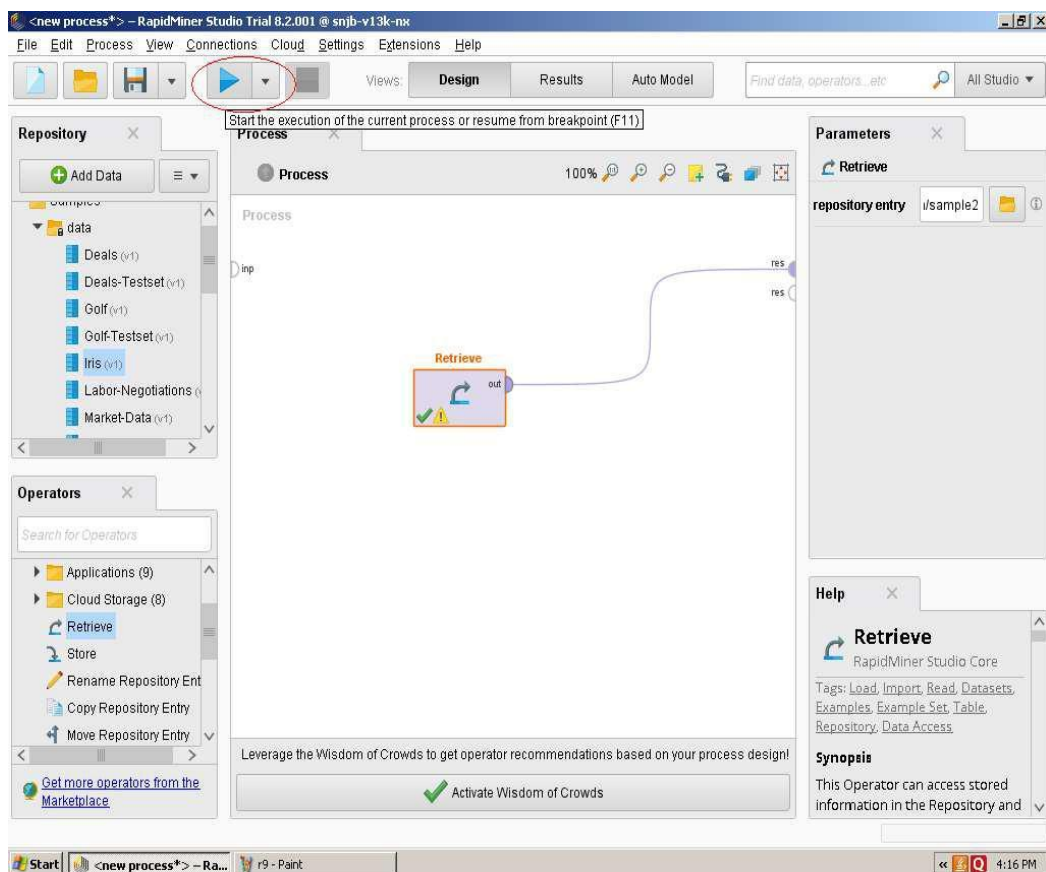 <new process*> – RapidMiner Studio Trial 8.2.001 @ snjb-v13k-nx
File Edit Process View Connections Cloud Settings Extensions Help
Views: Design Results Auto Model Find data, operators...etc All Studio
Start the execution of the current process or resume from breakpoint (F11)
Repository
Process
Parameters
Add Data
Process
100%
Retrieve
Samples
data
Deals (v1)
Deals-Testset (v1)
Golf (v1)
Golf-Testset (v1)
Iris (v1)
Labor-Negotiations
Market-Data (v1)
Process
inp
res
res
Retrieve
out
repository entry
/sample2
Operators
Search for Operators
Applications (9)
Cloud Storage (8)
Retrieve
Store
Rename Repository Ent
Copy Repository Entry
Move Repository Entry
Get more operators from the
Marketplace
Leverage the Wisdom of Crowds to get operator recommendations based on your process design!
Activate Wisdom of Crowds
Help
Retrieve
RapidMiner Studio Core
Tags: Load, Import, Read, Datasets,
Examples, Example Set, Table,
Repository, Data Access
Synopsis
This Operator can access stored
information in the Repository and
Start
<new process*> – Ra...
r9 - Paint
4:16 PM